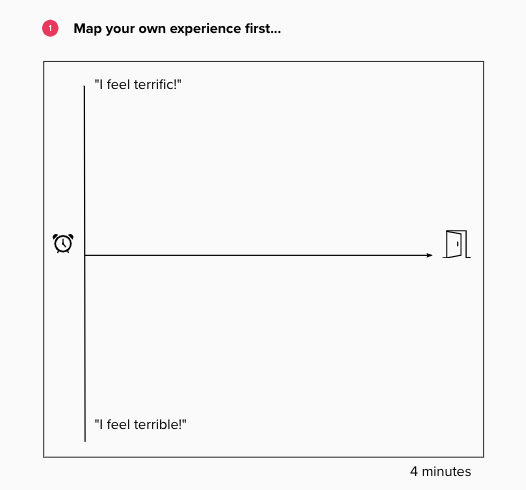 1 Map your own experience first...
"I feel terrific!"
"I feel terrible!"
4 minutes